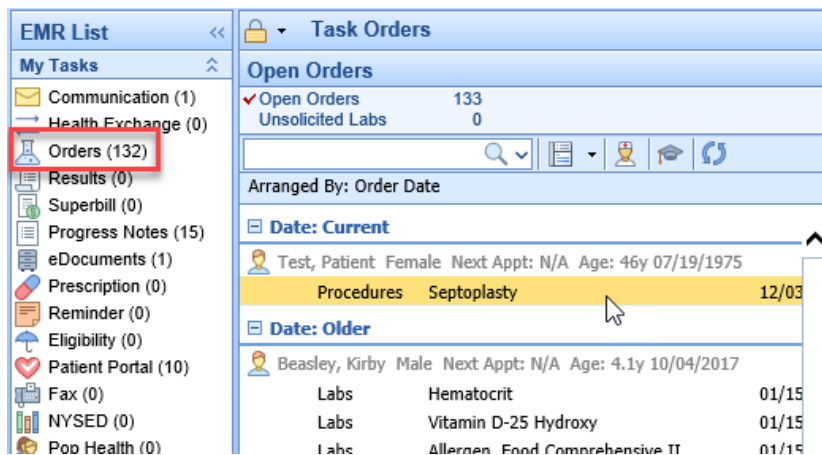 EMR List
My Tasks
Communication (1)
Health Exchange (0)
Orders (132)
Results (0)
Superbill (0)
Progress Notes (15)
eDocuments (1)
Prescription (0)
Reminder (0)
Eligibility (0)
Patient Portal (10)
Fax (0)
NYSED (0)
Pop Health (0)
Task Orders
Open Orders
Open Orders 133
Unsolicited Labs 0
Arranged By: Order Date
Date: Current
Test, Patient Female Next Appt: N/A Age: 46y 07/19/1975
Procedures Septoplasty 12/03
Date: Older
Beasley, Kirby Male Next Appt: N/A Age: 4.1y 10/04/2017
Labs Hematocrit 01/15
Labs Vitamin D-25 Hydroxy 01/15
Labs Allergen, Food Comprehensive II 01/15